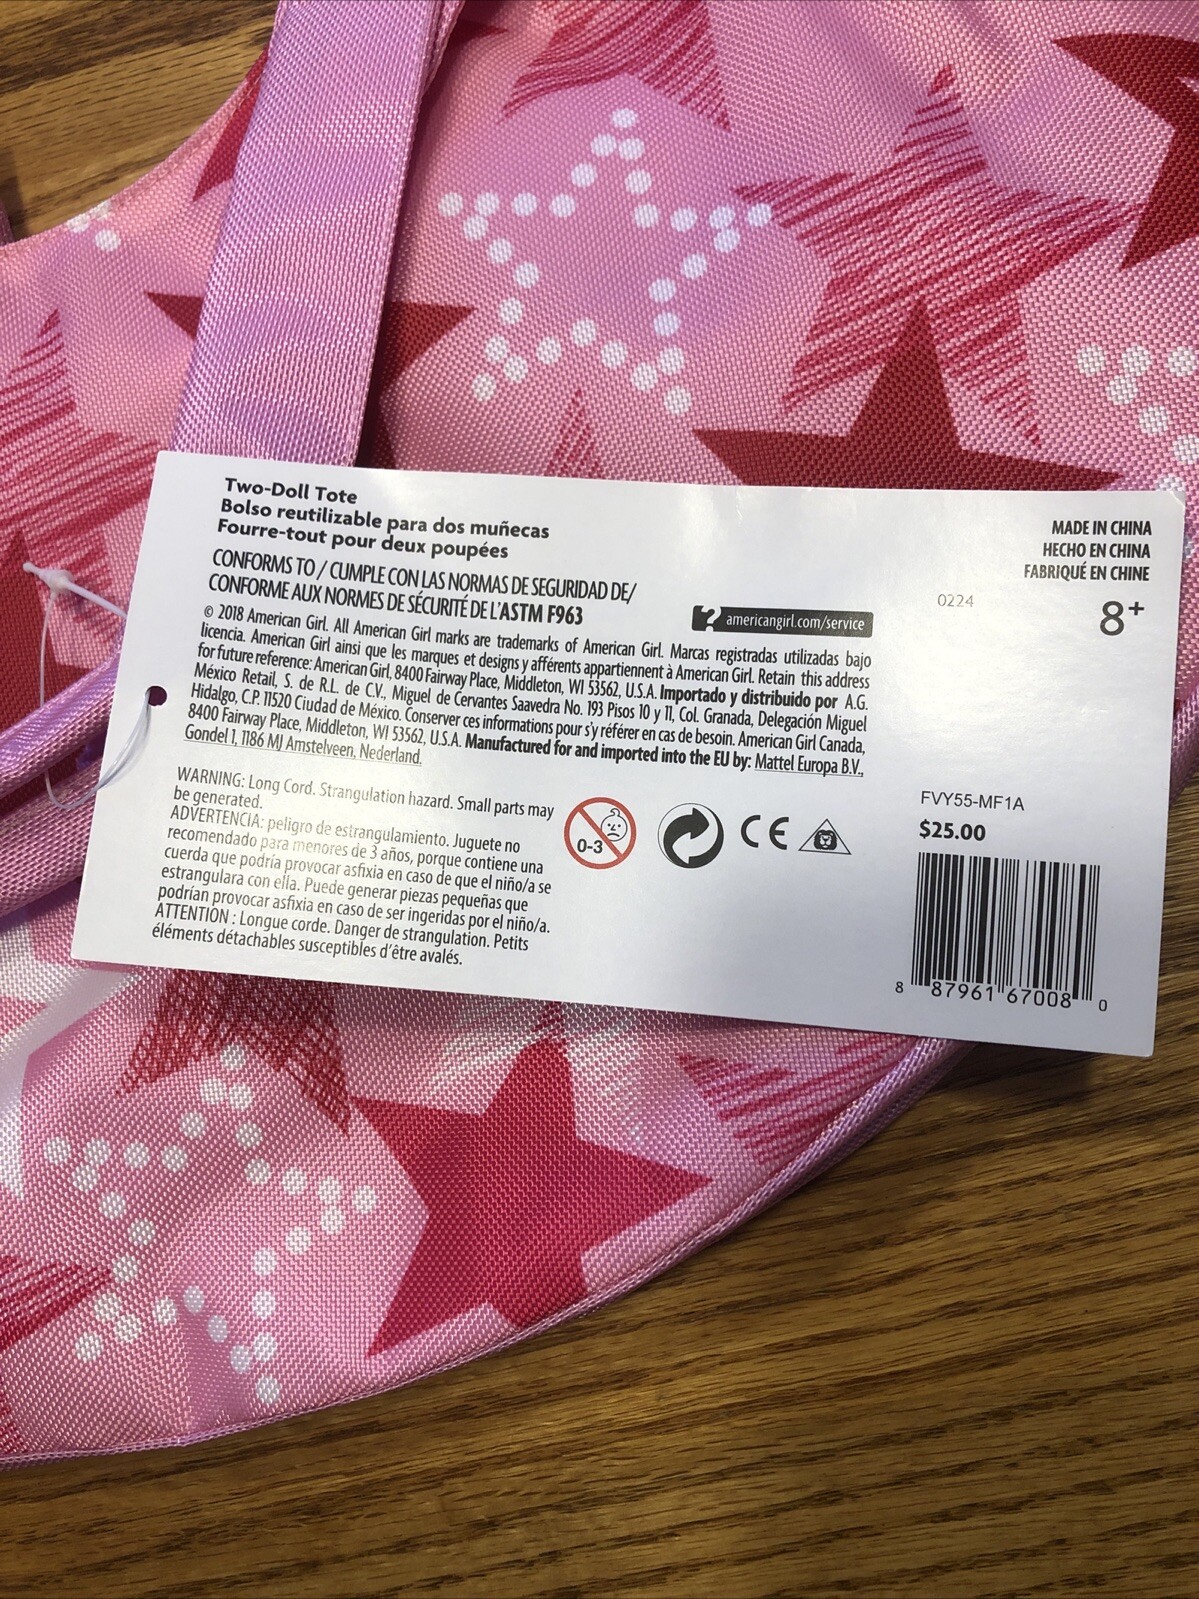 Two-Doll Tote
Bolso reutilizable para dos muñecas
Fourre-tout pour deux poupées
CONFORMS TO / CUMPLE CON LAS NORMAS DE SEGURIDAD DE/
CONFORME AUX NORMES DE SÉCURITÉ DE L'ASTM F963
© 2018 American Girl. All American Girl marks are trademarks of American Girl. Marcas registradas utilizadas bajo
licencia. American Girl ainsi que les marques et designs y afférents appartiennent à American Girl. Retain this address
for future reference: American Girl, 8400 Fairway Place, Middleton, WI 53562, U.S.A. Importado y distribuido por A.G.
México Retail, S. de R.L. de C.V., Miguel de Cervantes Saavedra No. 193 Pisos 10 y 11, Col. Granada, Delegación Miguel
Hidalgo, C.P. 11520 Ciudad de México. Conserver ces informations pour s'y référer en cas de besoin. American Girl Canada,
8400 Fairway Place, Middleton, WI 53562, U.S.A. Manufactured for and imported into the EU by: Mattel Europa B.V.,
Gondel 1, 1186 MJ Amstelveen, Nederland.
? americangirl.com/service
MADE IN CHINA
HECHO EN CHINA
FABRIQUÉ EN CHINE
0224
8+
WARNING: Long Cord. Strangulation hazard. Small parts may
be generated.
ADVERTENCIA: peligro de estrangulamiento. Juguete no
recomendado para menores de 3 años, porque contiene una
cuerda que podría provocar asfixia en caso de que el niño/a se
estrangulara con ella. Puede generar piezas pequeñas que
podrían provocar asfixia en caso de ser ingeridas por el niño/a.
ATTENTION : Longue corde. Danger de strangulation. Petits
éléments détachables susceptibles d'être avalés.
0-3
CE
FVY55-MF1A
$25.00
8 87961 67008 0